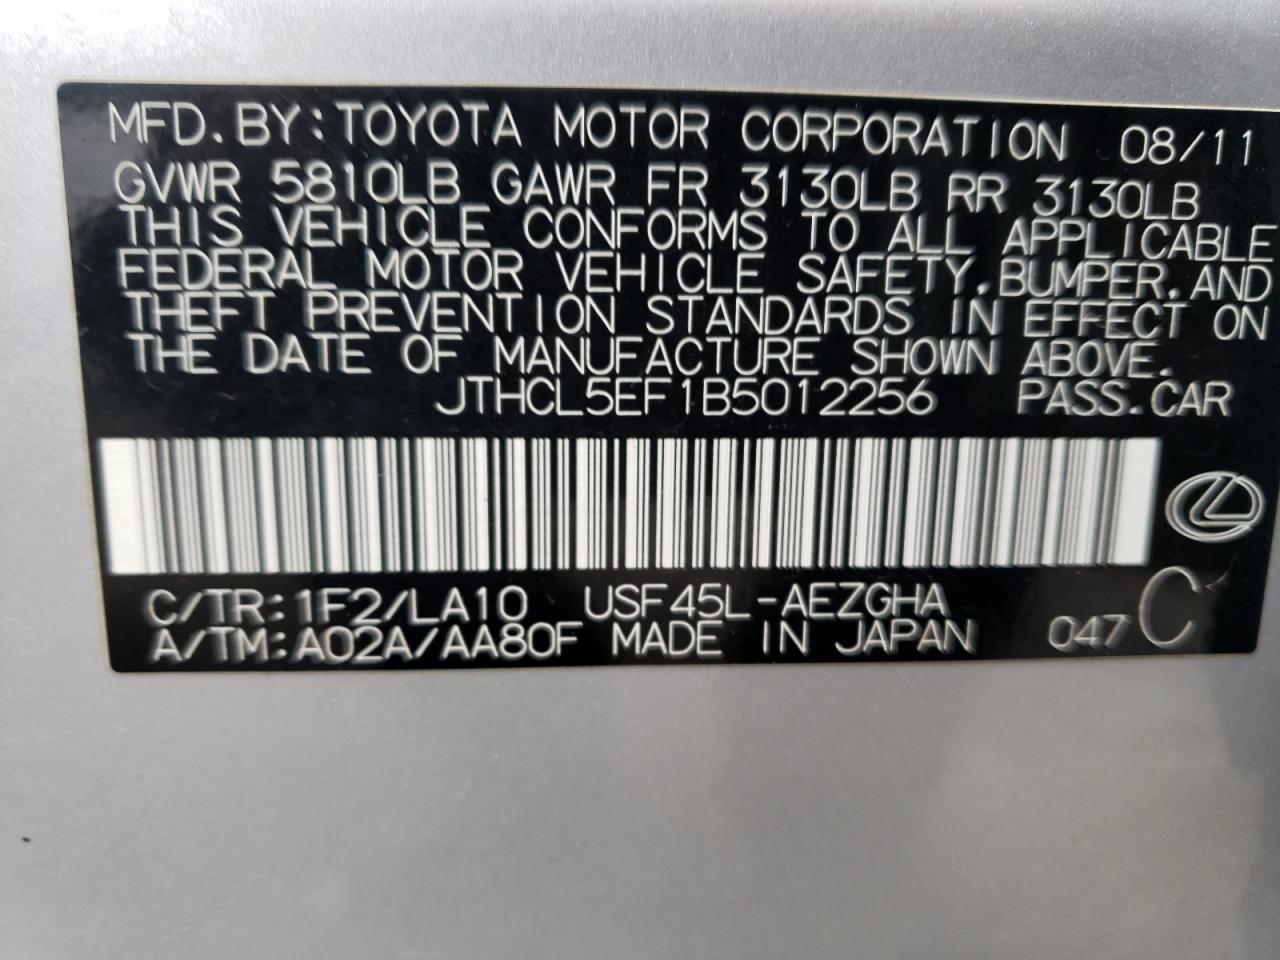 MFD.BY:TOYOTA MOTOR CORPORATION 08/11
GVWR 5810LB GAWR FR 3130LB RR 3130LB
THIS VEHICLE CONFORMS TO ALL APPLICABLE
FEDERAL MOTOR VEHICLE SAFETY,BUMPER,AND
THEFT PREVENTION STANDARDS IN EFFECT ON
THE DATE OF MANUFACTURE SHOWN ABOVE.
JTHCL5EF1B5012256 PASS.CAR
C/TR:1F2/LA10 USF45L-AEZGHA
A/TM:A02A/AA80F MADE IN JAPAN 047 C